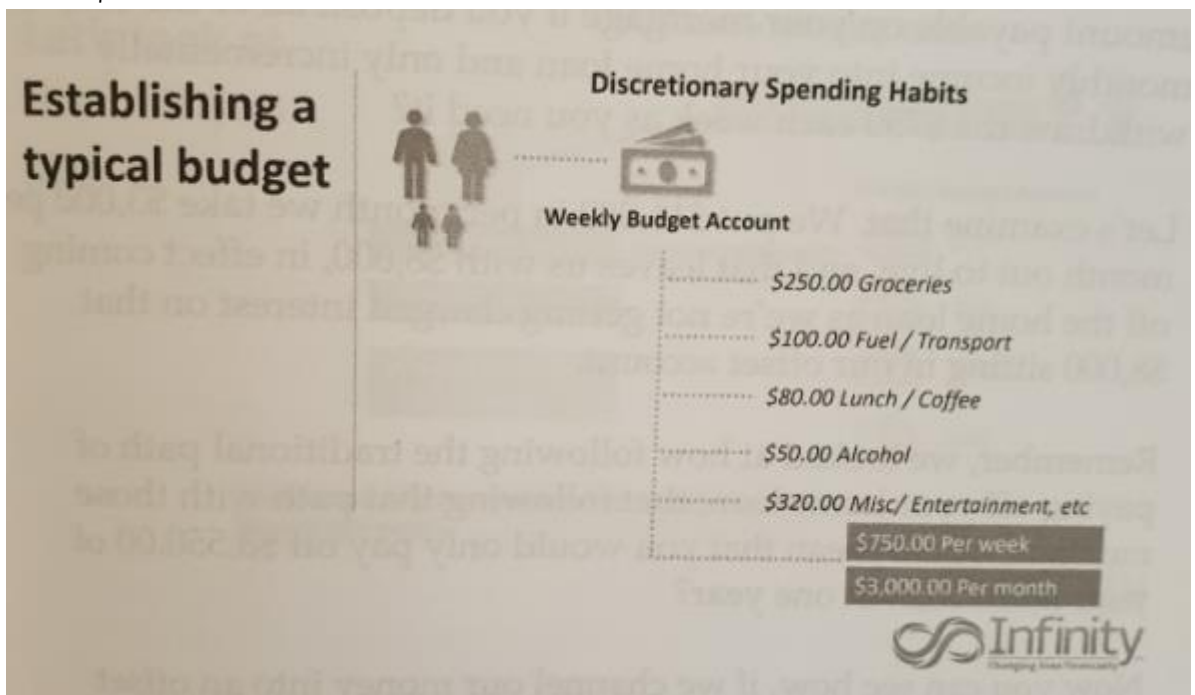 Establishing a
typical budget
Discretionary Spending Habits
Weekly Budget Account
$250.00 Groceries
$100.00 Fuel / Transport
$80.00 Lunch / Coffee
$50.00 Alcohol
$320.00 Misc/ Entertainment, etc
$750.00 Per week
$3,000.00 Per month
Infinity